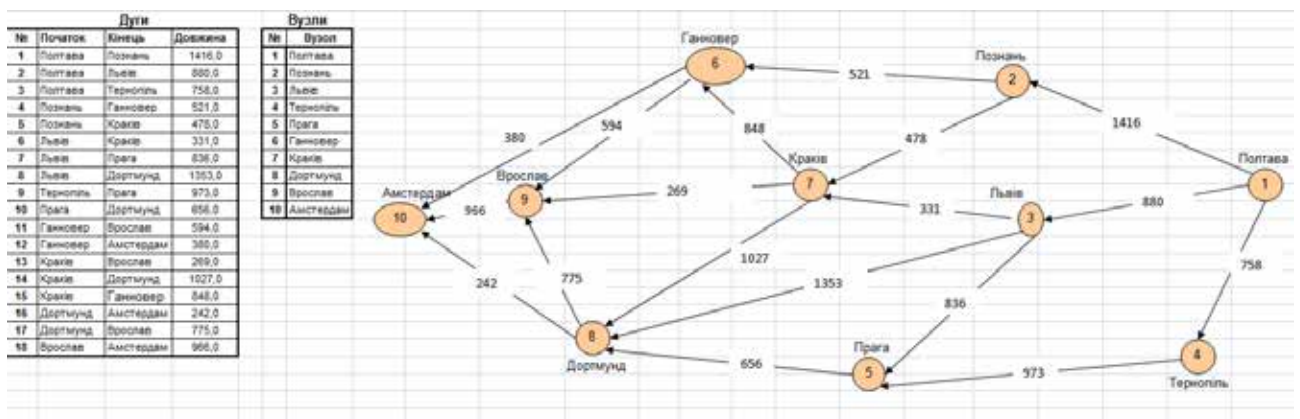 Дуги
№ Початок Кінець Довжина
1 Полтава Познань 1416,0
2 Полтава Львів 880,0
3 Полтава Тернопіль 758,0
4 Познань Ганновер 521,0
5 Познань Краків 478,0
6 Львів Краків 331,0
7 Львів Прага 836,0
8 Львів Дортмунд 1353,0
9 Тернопіль Прага 973,0
10 Прага Дортмунд 656,0
11 Ганновер Врослав 594,0
12 Ганновер Амстердам 380,0
13 Краків Врослав 269,0
14 Краків Дортмунд 1027,0
15 Краків Ганновер 848,0
16 Дортмунд Амстердам 242,0
17 Дортмунд Врослав 775,0
18 Врослав Амстердам 966,0
Вузли
№ Вузол
1 Полтава
2 Познань
3 Львів
4 Тернопіль
5 Прага
6 Ганновер
7 Краків
8 Дортмунд
9 Врослав
10 Амстердам
Ганновер
6
Познань
2
521
1416
594
848
478
380
Полтава
1
Краків
7
Врослав
9
Амстердам
10
269
966
Львів
3
331
880
1027
758
775
1353
242
836
8
Дортмунд
656
Прага
5
973
4
Тернопіль